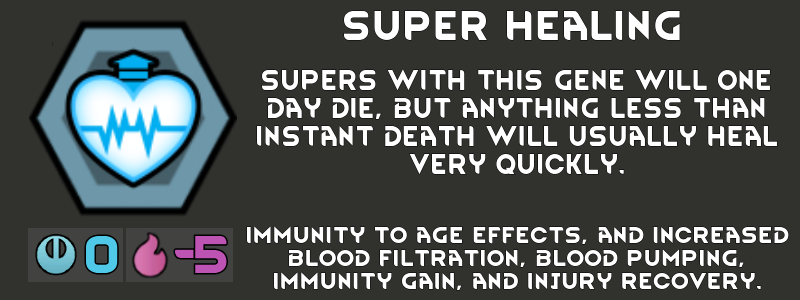 SUPER HEALING
SUPERS WITH THIS GENE WILL ONE
DAY DIE, BUT ANYTHING LESS THAN
INSTANT DEATH WILL USUALLY HEAL
VERY QUICKLY.
0 -5
IMMUNITY TO AGE EFFECTS, AND INCREASED
BLOOD FILTRATION, BLOOD PUMPING,
IMMUNITY GAIN, AND INJURY RECOVERY.